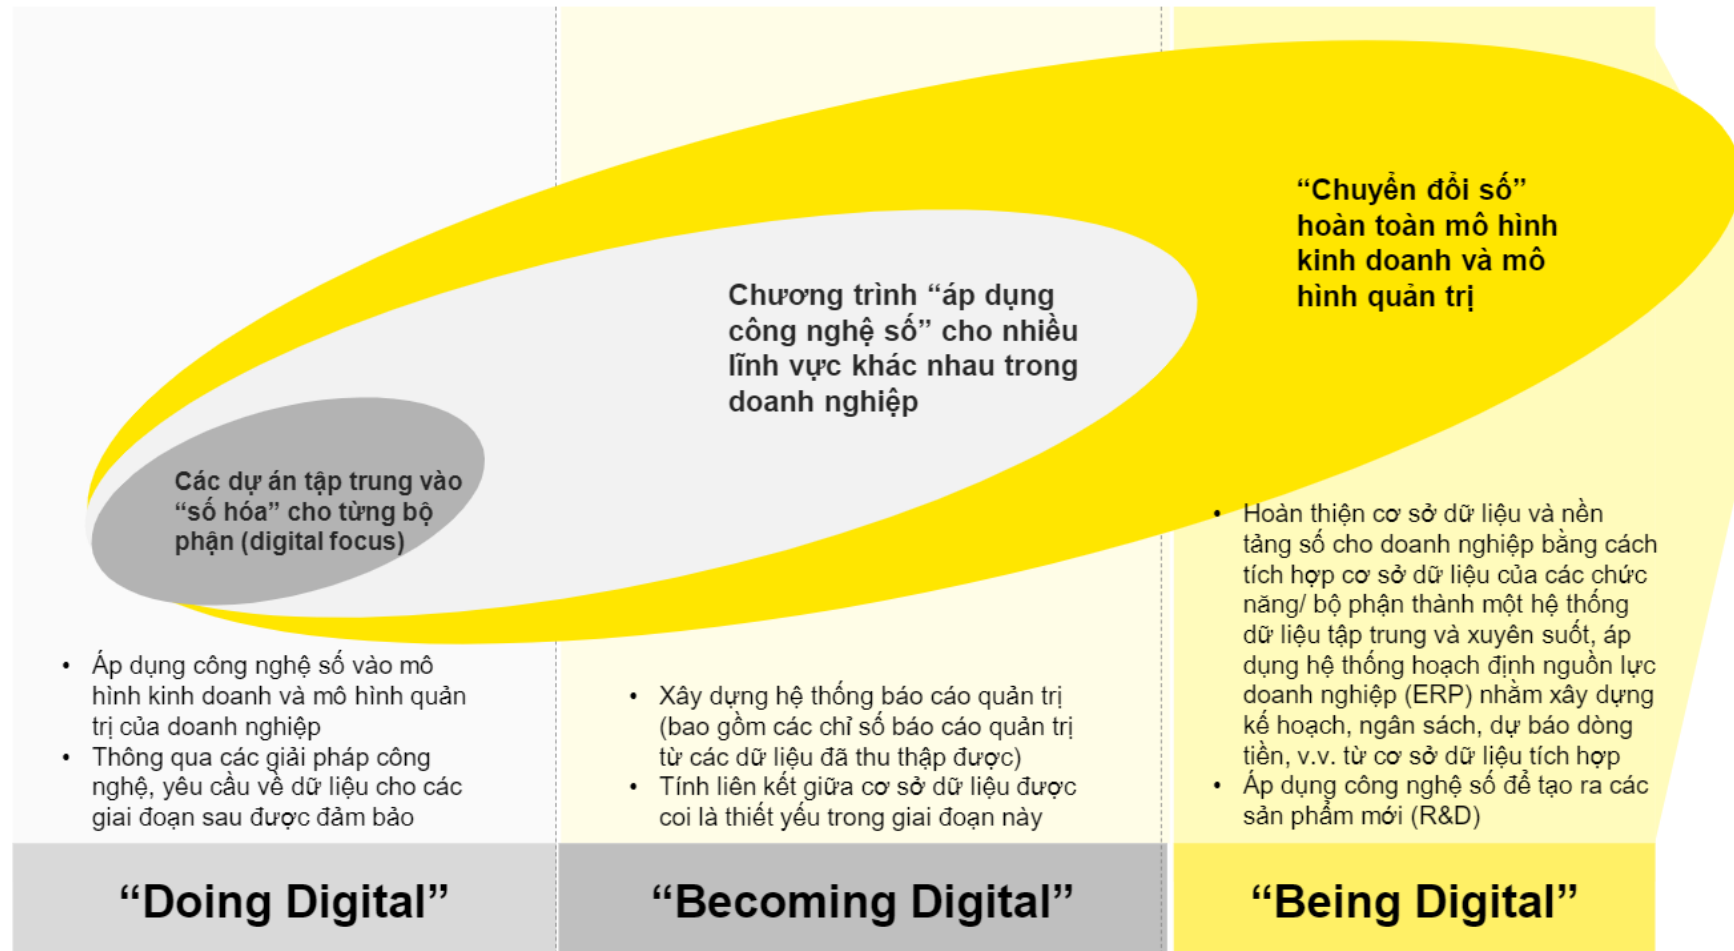 “Chuyển đổi số”
hoàn toàn mô hình
kinh doanh và mô
hình quản trị
Chương trình “áp dụng
công nghệ số” cho nhiều
lĩnh vực khác nhau trong
doanh nghiệp
Các dự án tập trung vào
“số hóa” cho từng bộ
phận (digital focus)
• Áp dụng công nghệ số vào mô
hình kinh doanh và mô hình quản
trị của doanh nghiệp
• Thông qua các giải pháp công
nghệ, yêu cầu về dữ liệu cho các
giai đoạn sau được đảm bảo
• Xây dựng hệ thống báo cáo quản trị
(bao gồm các chỉ số báo cáo quản trị
từ các dữ liệu đã thu thập được)
• Tính liên kết giữa cơ sở dữ liệu được
coi là thiết yếu trong giai đoạn này
• Hoàn thiện cơ sở dữ liệu và nền
tảng số cho doanh nghiệp bằng cách
tích hợp cơ sở dữ liệu của các chức
năng/ bộ phận thành một hệ thống
dữ liệu tập trung và xuyên suốt, áp
dụng hệ thống hoạch định nguồn lực
doanh nghiệp (ERP) nhằm xây dựng
kế hoạch, ngân sách, dự báo dòng
tiền, v.v. từ cơ sở dữ liệu tích hợp
• Áp dụng công nghệ số để tạo ra các
sản phẩm mới (R&D)
“Doing Digital”
“Becoming Digital”
“Being Digital”